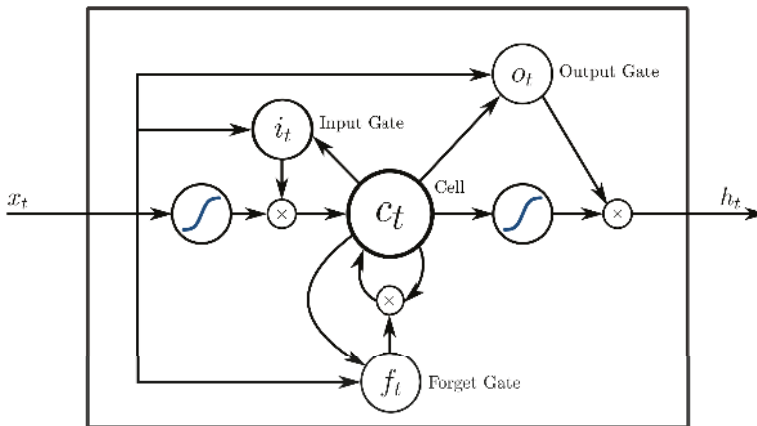 o_t Output Gate
i_t Input Gate
x_t
×
c_t
Cell
×
h_t
×
f_t Forget Gate